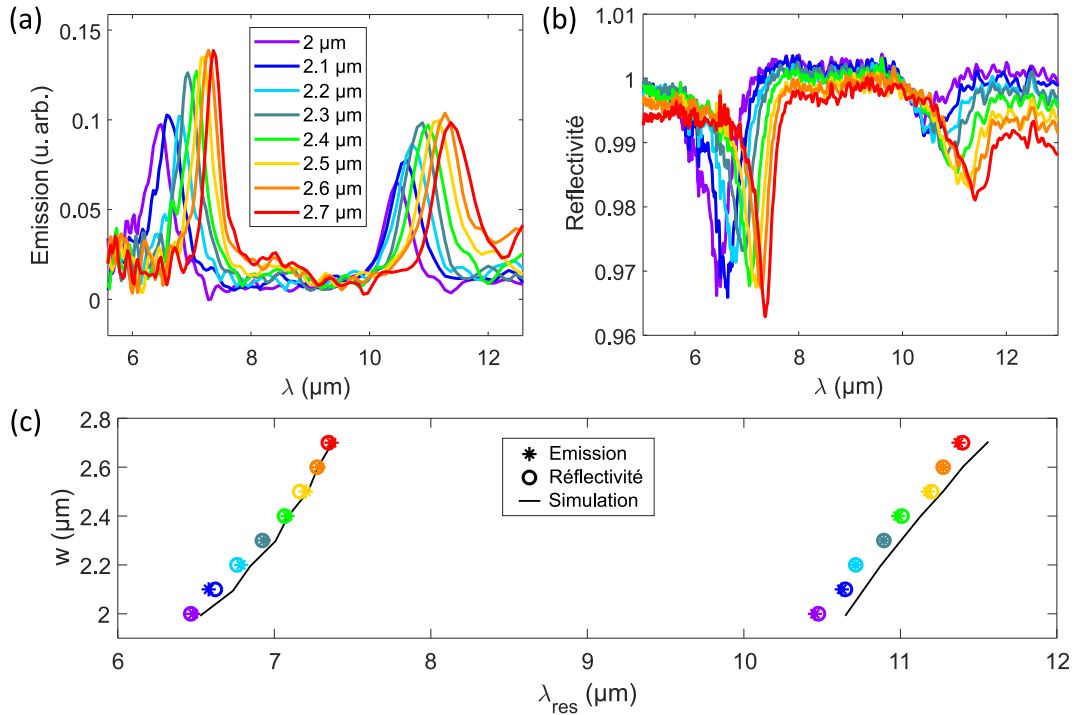 (a)
Emission (u. arb.)
0.15
0.1
0.05
0
2 µm
2.1 µm
2.2 µm
2.3 µm
2.4 µm
2.5 µm
2.6 µm
2.7 µm
6 8 10 12
λ (µm)
(b)
Reflectivité
1
0.99
0.98
0.97
0.96
6 8 10 12
λ (µm)
(c)
w (µm)
2.8
2.6
2.4
2.2
2
Emission
Réflectivité
Simulation
6 7 8 9 10 11 12
λres (µm)